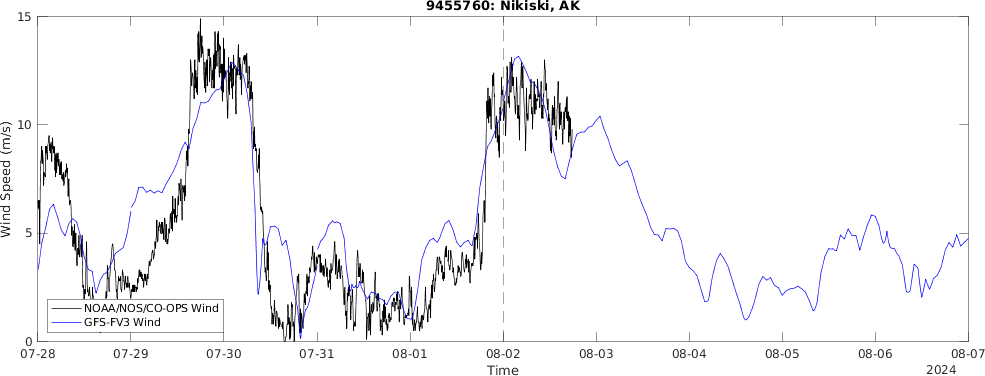 9455760: Nikiski, AK
15
10
5
0
Wind Speed (m/s)
NOAA/NOS/CO-OPS Wind
GFS-FV3 Wind
07-28 07-29 07-30 07-31 08-01 08-02 08-03 08-04 08-05 08-06 08-07
Time
2024